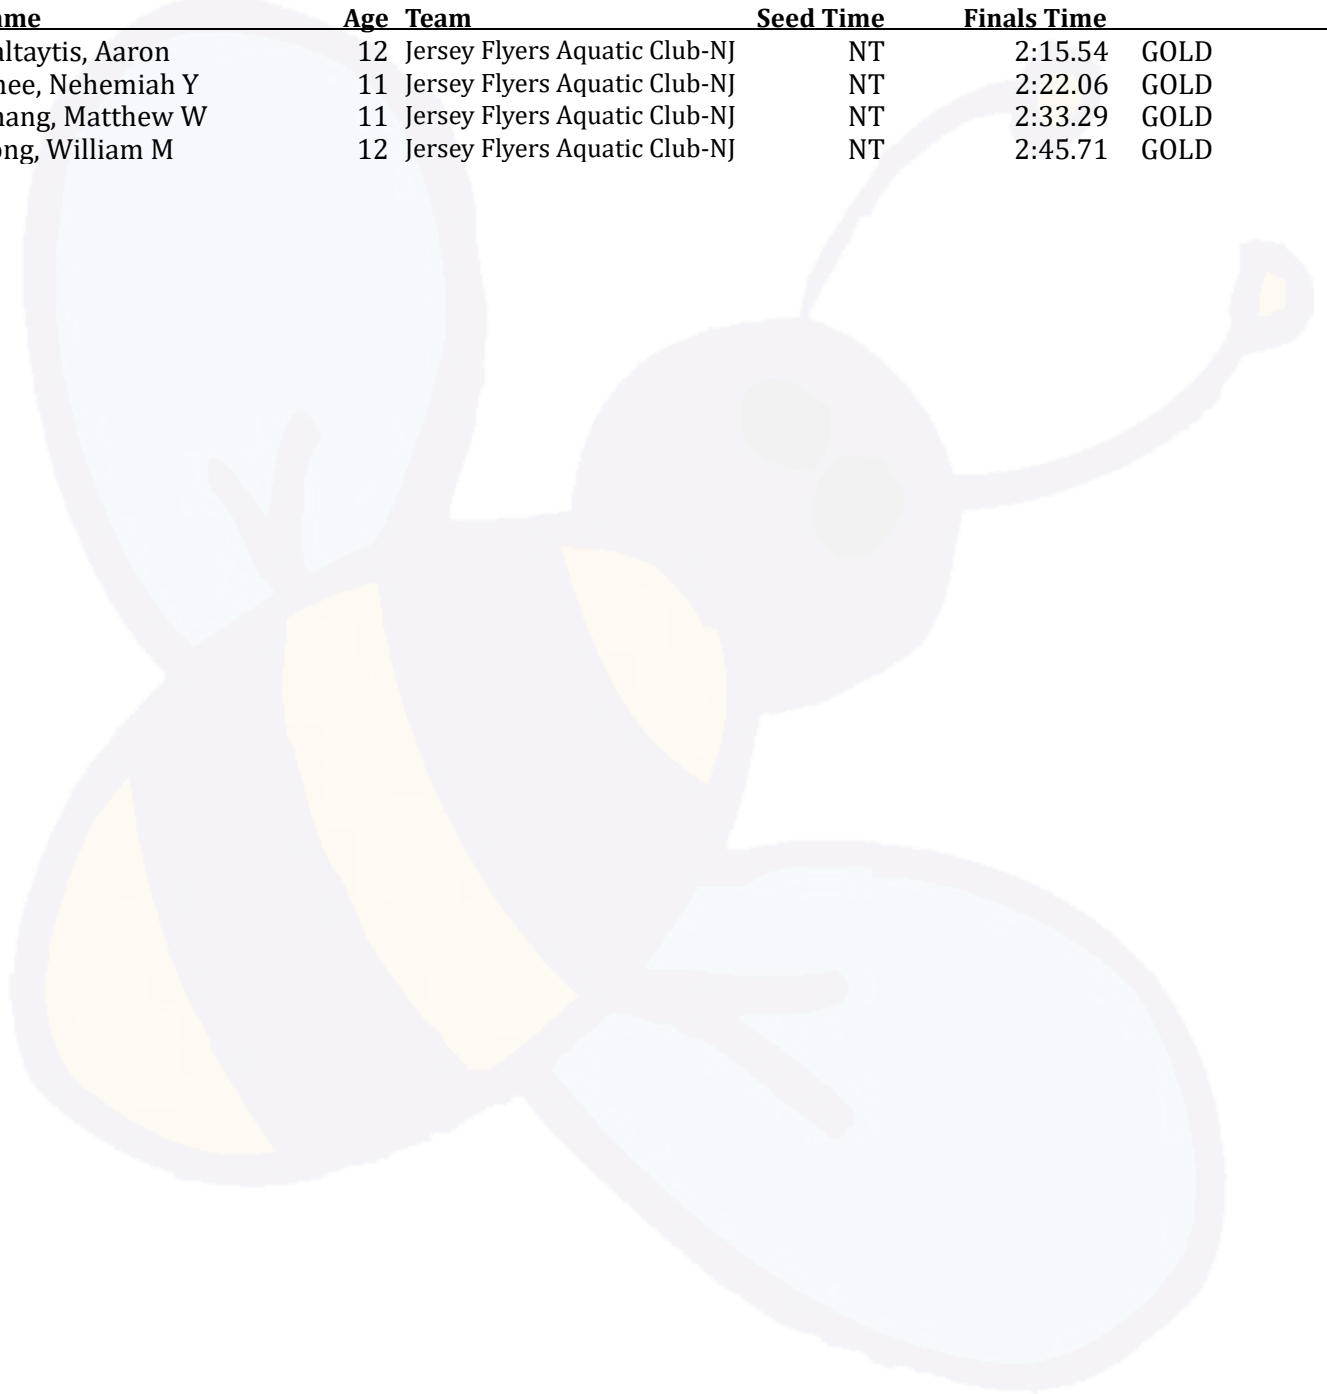 ame Age Team Seed Time Finals Time
altaytis, Aaron 12 Jersey Flyers Aquatic Club-NJ NT 2:15.54 GOLD
hee, Nehemiah Y 11 Jersey Flyers Aquatic Club-NJ NT 2:22.06 GOLD
hang, Matthew W 11 Jersey Flyers Aquatic Club-NJ NT 2:33.29 GOLD
ong, William M 12 Jersey Flyers Aquatic Club-NJ NT 2:45.71 GOLD